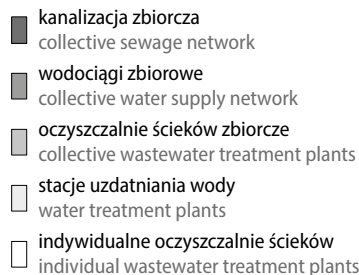 kanalizacja zbiorcza
collective sewage network
wodociągi zbiorowe
collective water supply network
oczyszczalnie ścieków zbiorcze
collective wastewater treatment plants
stacje uzdatniania wody
water treatment plants
indywidualne oczyszczalnie ścieków
individual wastewater treatment plants